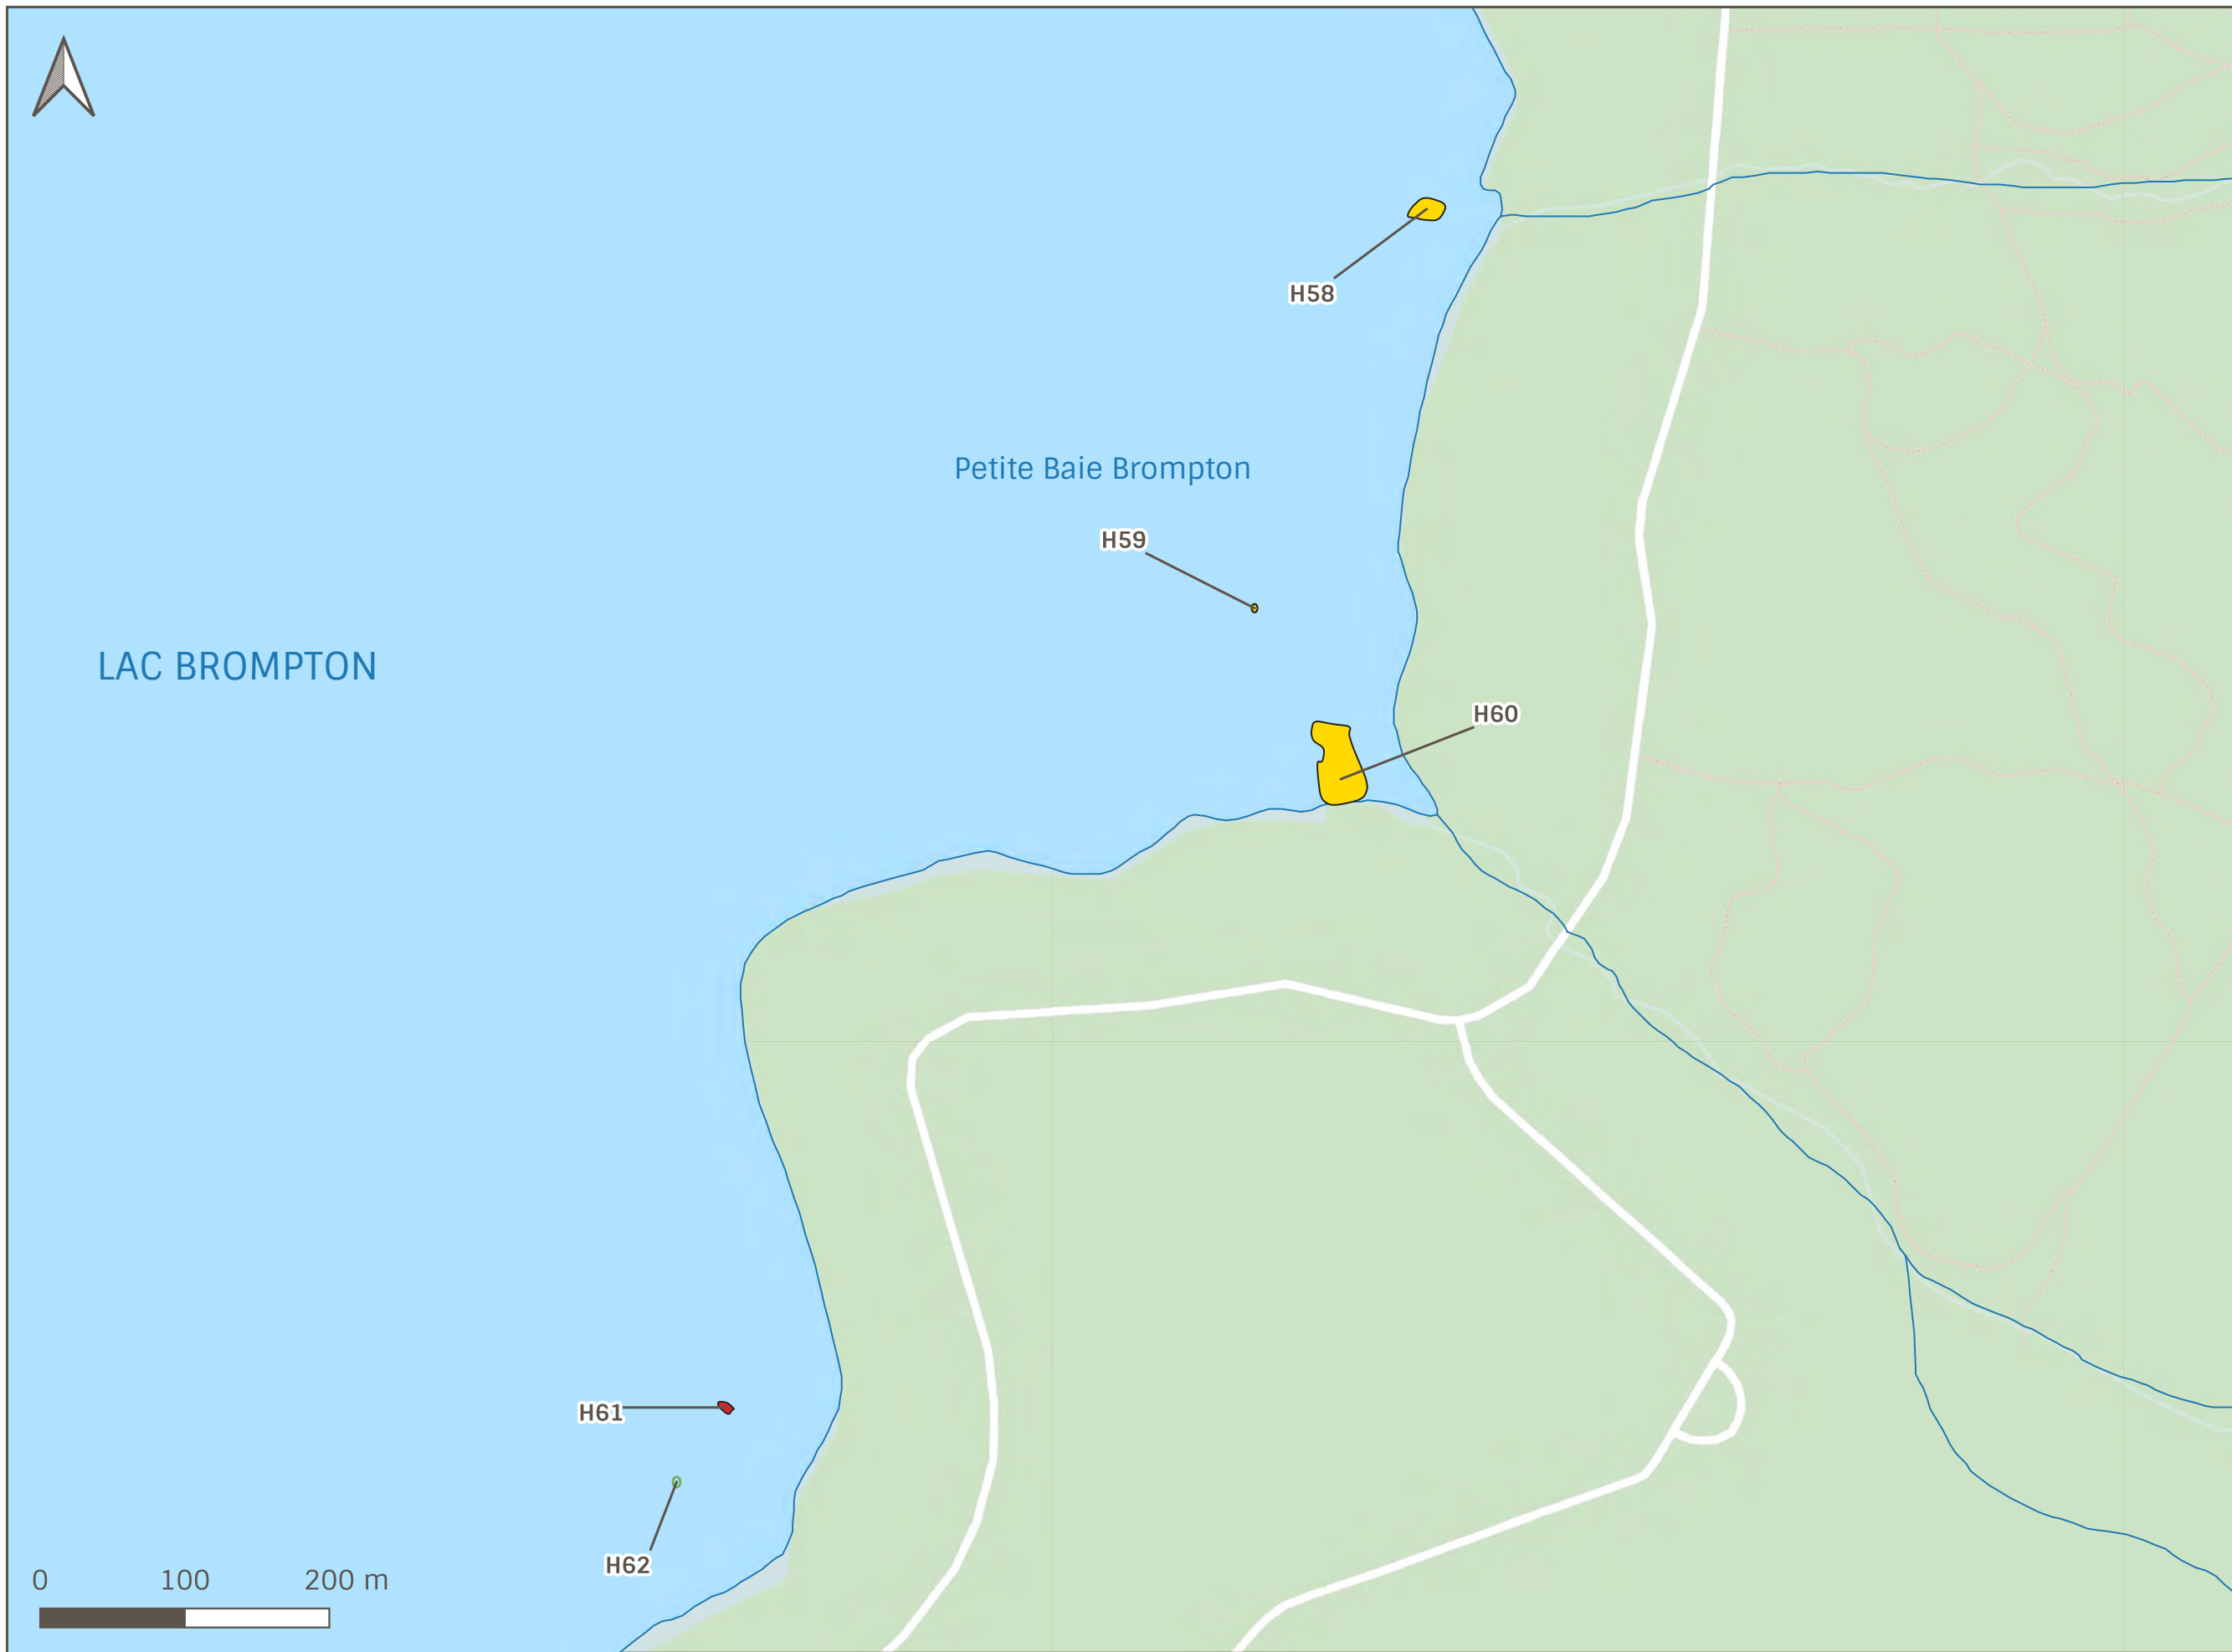 H58
Petite Baie Brompton
H59
LAC BROMPTON
H60
H61
H62
0 100 200 m